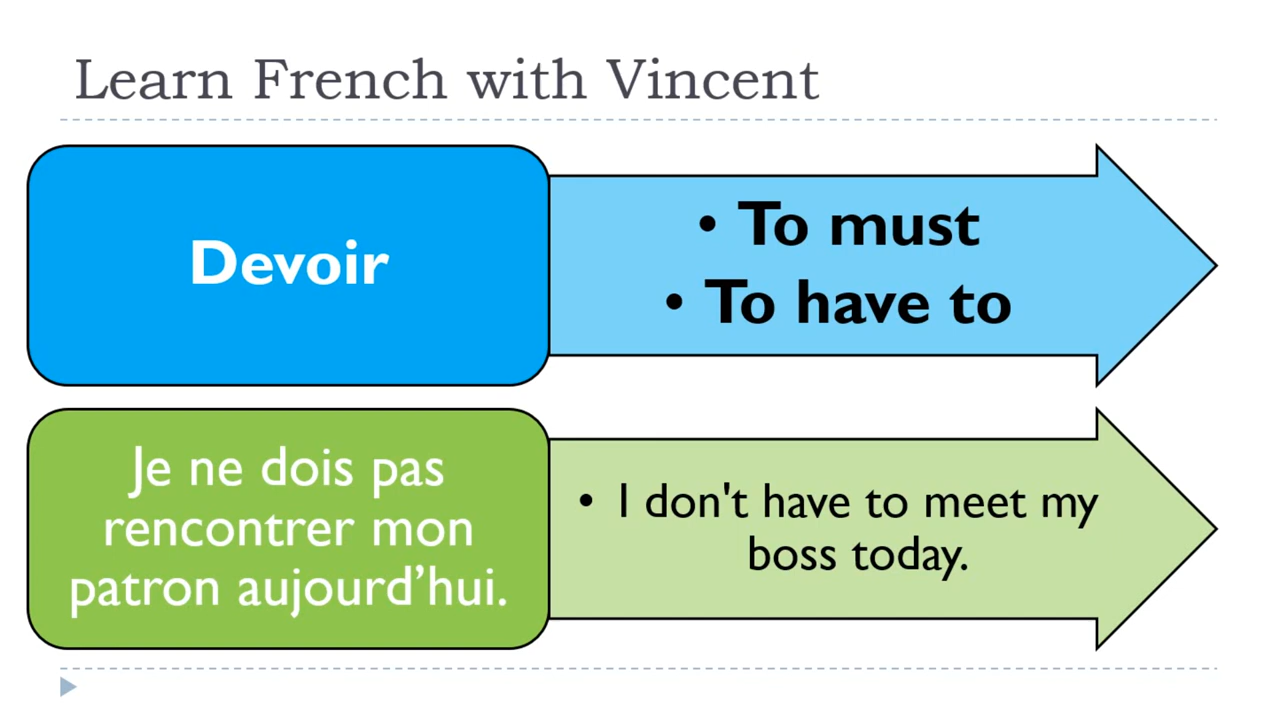 Learn French with Vincent
Devoir
• To must
• To have to
Je ne dois pas
rencontrer mon
patron aujourd’hui.
• I don't have to meet my
boss today.